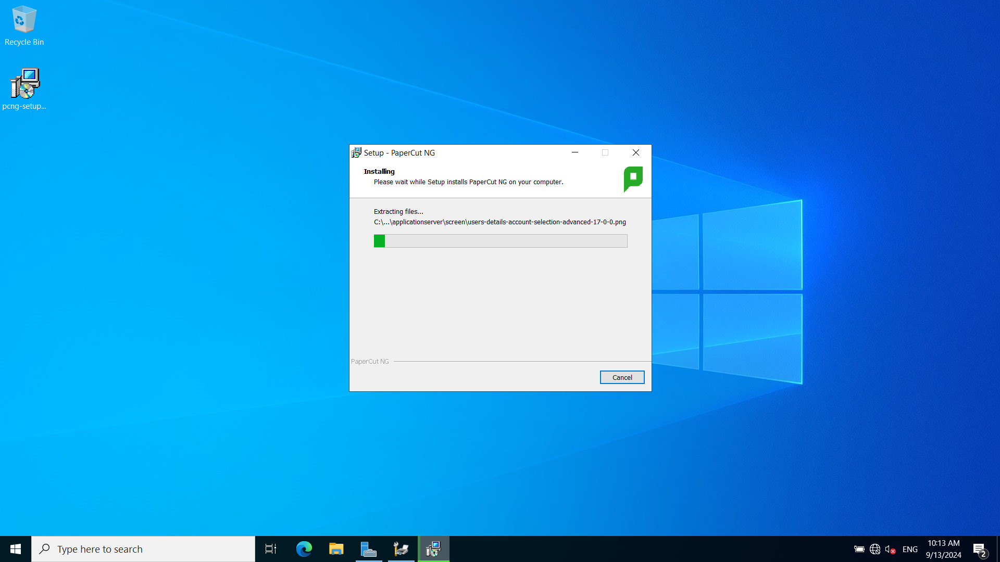 Recycle Bin
pcng-setup...
Setup - PaperCut NG
Installing
Please wait while Setup installs PaperCut NG on your computer.
Extracting files...
C:\...\applicationserver\screen\users-details-account-selection-advanced-17-0-0.png
PaperCut NG
Cancel
Type here to search
ENG
10:13 AM
9/13/2024
2